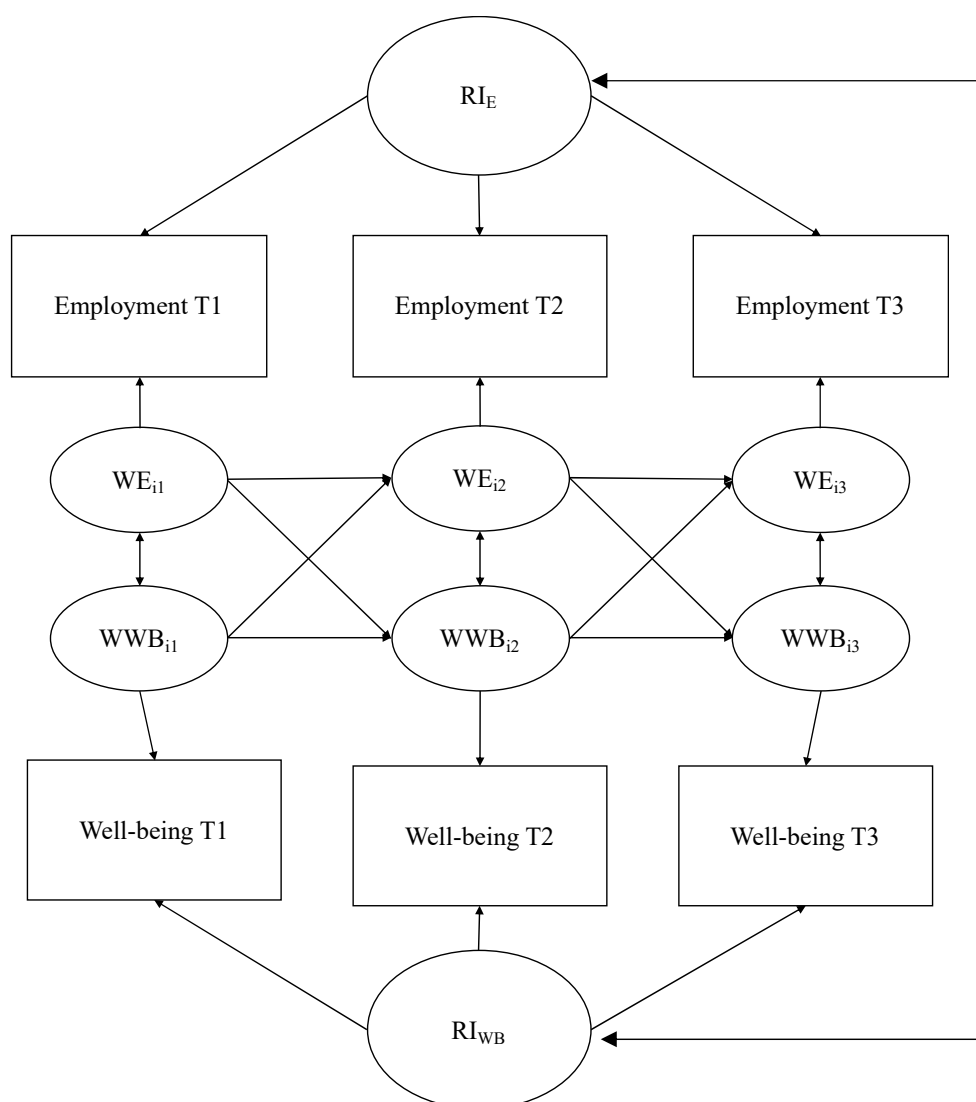 RI_E
Employment T1
Employment T2
Employment T3
WE_i1
WE_i2
WE_i3
WWB_i1
WWB_i2
WWB_i3
Well-being T1
Well-being T2
Well-being T3
RI_WB